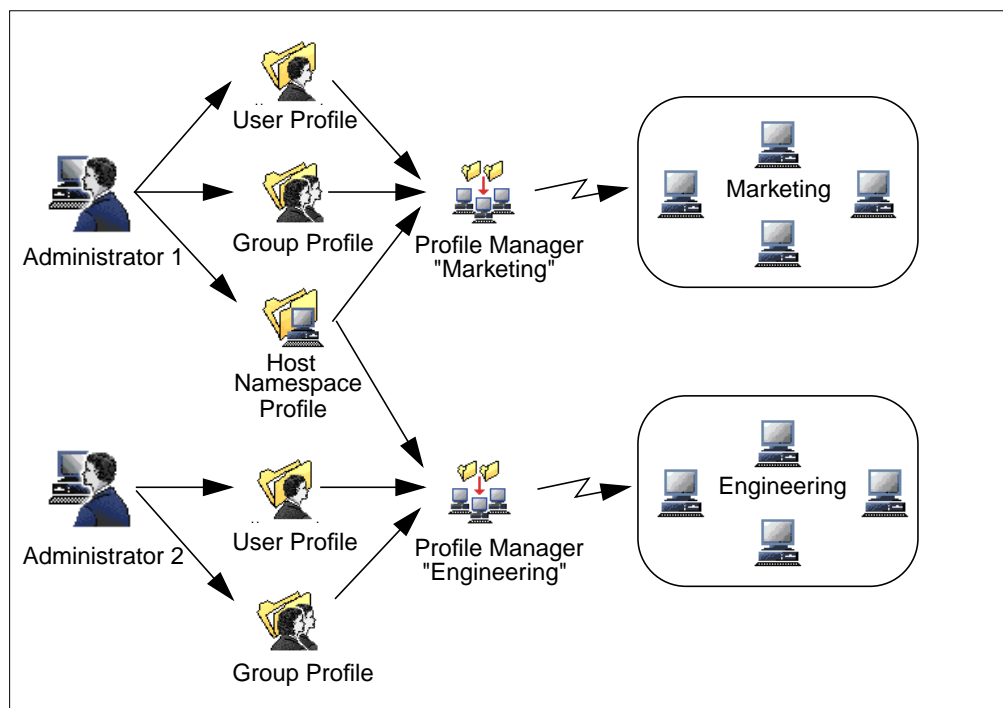 User Profile
Administrator 1
Group Profile
Profile Manager
"Marketing"
Marketing
Host
Namespace
Profile
Administrator 2
User Profile
Profile Manager
"Engineering"
Engineering
Group Profile